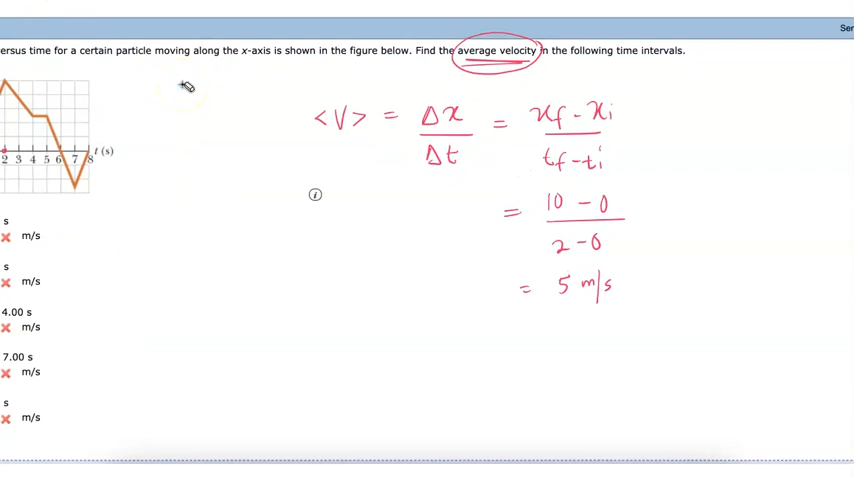 Ser
ersus time for a certain particle moving along the x-axis is shown in the figure below. Find the average velocity in the following time intervals.
<V> = Δx / Δt = xf - xi / tf - ti
t (s)
2 3 4 5 6 7 8
i
= 10 - 0 / 2 - 0
s
m/s
= 5 m/s
s
m/s
4.00 s
m/s
7.00 s
m/s
s
m/s